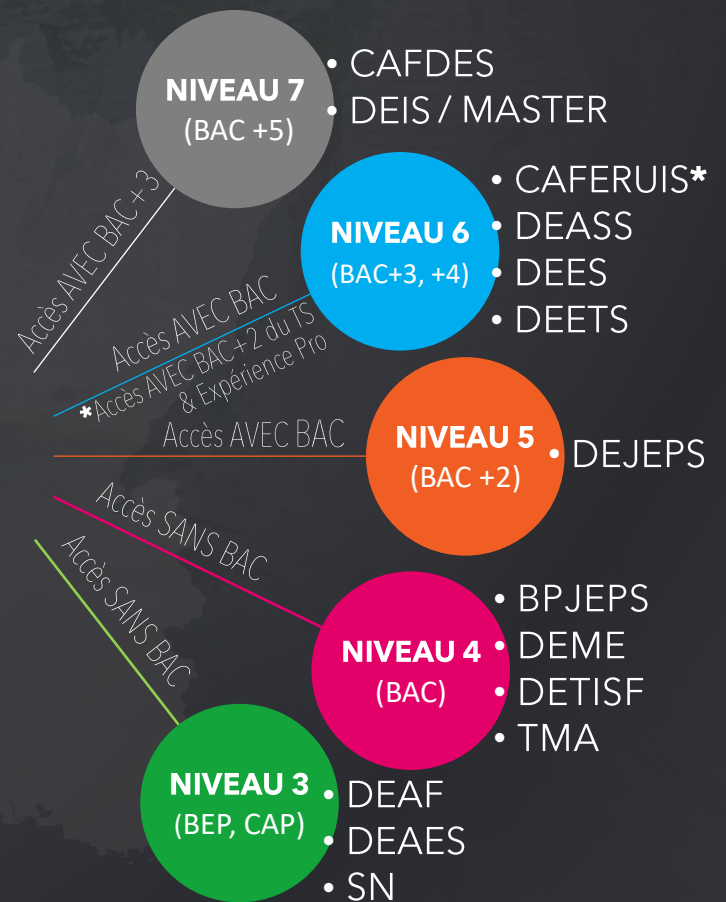 NIVEAU 7
(BAC +5)
• CAFDES
• DEIS / MASTER
Accès AVEC BAC+3
NIVEAU 6
(BAC+3, +4)
• CAFERUIS*
• DEASS
• DEES
• DEETS
Accès AVEC BAC
*Accès AVEC BAC+2 du TS
& Expérience Pro
Accès AVEC BAC
NIVEAU 5
(BAC +2)
• DEJEPS
Accès SANS BAC
NIVEAU 4
(BAC)
• BPJEPS
• DEME
• DETISF
• TMA
Accès SANS BAC
NIVEAU 3
(BEP, CAP)
• DEAF
• DEAES
• SN